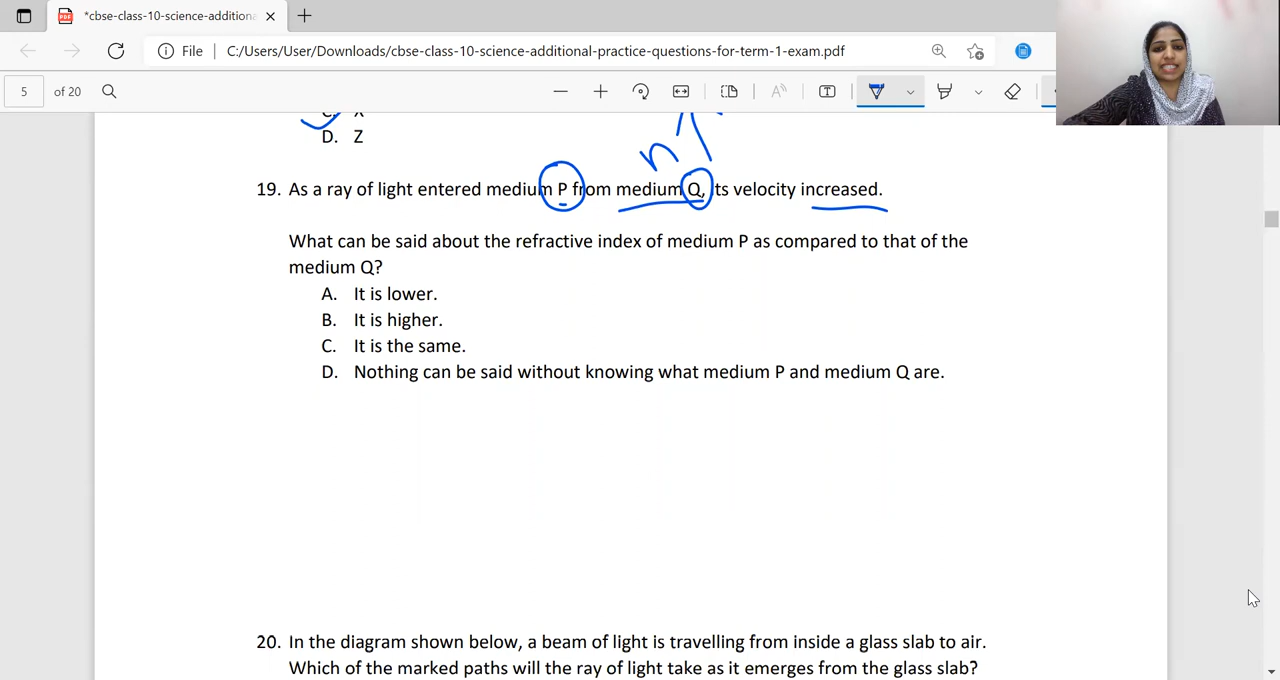 *cbse-class-10-science-additiona
File C:/Users/User/Downloads/cbse-class-10-science-additional-practice-questions-for-term-1-exam.pdf
5 of 20
C. X
D. Z
n
19. As a ray of light entered medium P from medium Q, its velocity increased.
What can be said about the refractive index of medium P as compared to that of the
medium Q?
A. It is lower.
B. It is higher.
C. It is the same.
D. Nothing can be said without knowing what medium P and medium Q are.
20. In the diagram shown below, a beam of light is travelling from inside a glass slab to air.
Which of the marked paths will the ray of light take as it emerges from the glass slab?